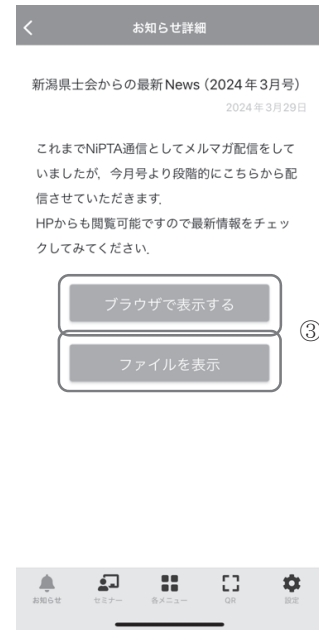 お知らせ詳細
新潟県士会からの最新News（2024年3月号）
2024年3月29日
これまでNiPTA通信としてメルマガ配信をして
いましたが，今月号より段階的にこちらから配
信させていただきます．
HPからも閲覧可能ですので最新情報をチェッ
クしてみてください．
ブラウザで表示する
③
ファイルを表示
お知らせ セミナー 各メニュー QR 設定